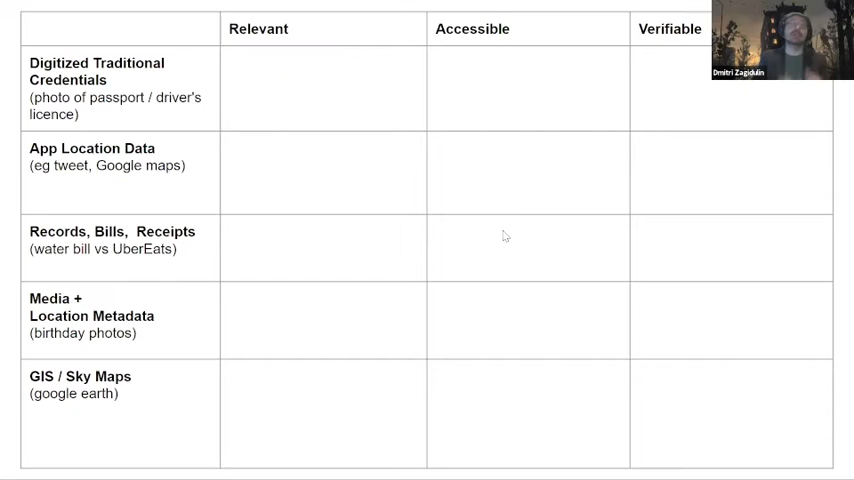 Relevant
Accessible
Verifiable
Dmitri Zagidulin
Digitized Traditional
Credentials
(photo of passport / driver's
licence)
App Location Data
(eg tweet, Google maps)
Records, Bills, Receipts
(water bill vs UberEats)
Media +
Location Metadata
(birthday photos)
GIS / Sky Maps
(google earth)